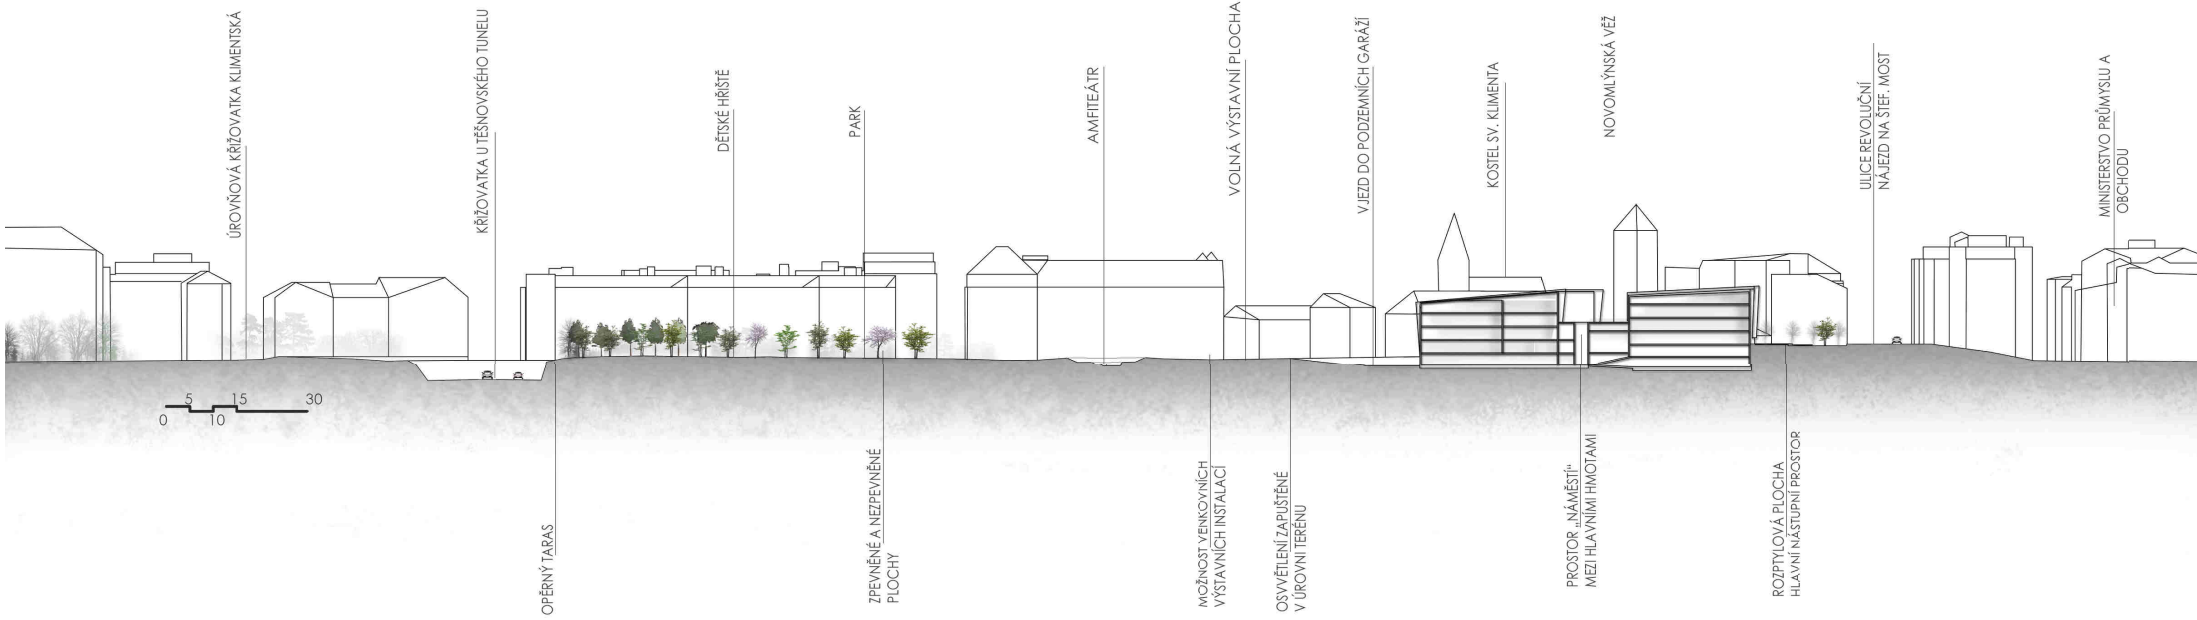 ÚROVŇOVÁ KŘIŽOVATKA KLIMENTSKÁ
KŘIŽOVATKA U TĚŠNOVSKÉHO TUNELU
DĚTSKÉ HŘIŠTĚ
PARK
AMFITEÁTR
VOLNÁ VÝSTAVNÍ PLOCHA
VJEZD DO PODZEMNÍCH GARÁŽÍ
KOSTEL SV. KLIMENTA
NOVOMLÝNSKÁ VĚŽ
ULICE REVOLUČNÍ
NÁJEZD NA ŠTEF. MOST
MINISTERSTVO PRŮMYSLU A
OBCHODU
5 15 30
0 10
OPĚRNÝ TARAS
ZPEVNĚNÉ A NEZPEVNĚNÉ
PLOCHY
MOŽNOST VENKOVNÍCH
VÝSTAVNÍCH INSTALACÍ
OSVVĚTLENÍ ZAPUŠTĚNÉ
V ÚROVNI TERÉNU
PROSTOR „NÁMĚSTÍ“
MEZI HLAVNÍMI HMOTAMI
ROZPTYLOVÁ PLOCHA
HLAVNÍ NÁSTUPNÍ PROSTOR